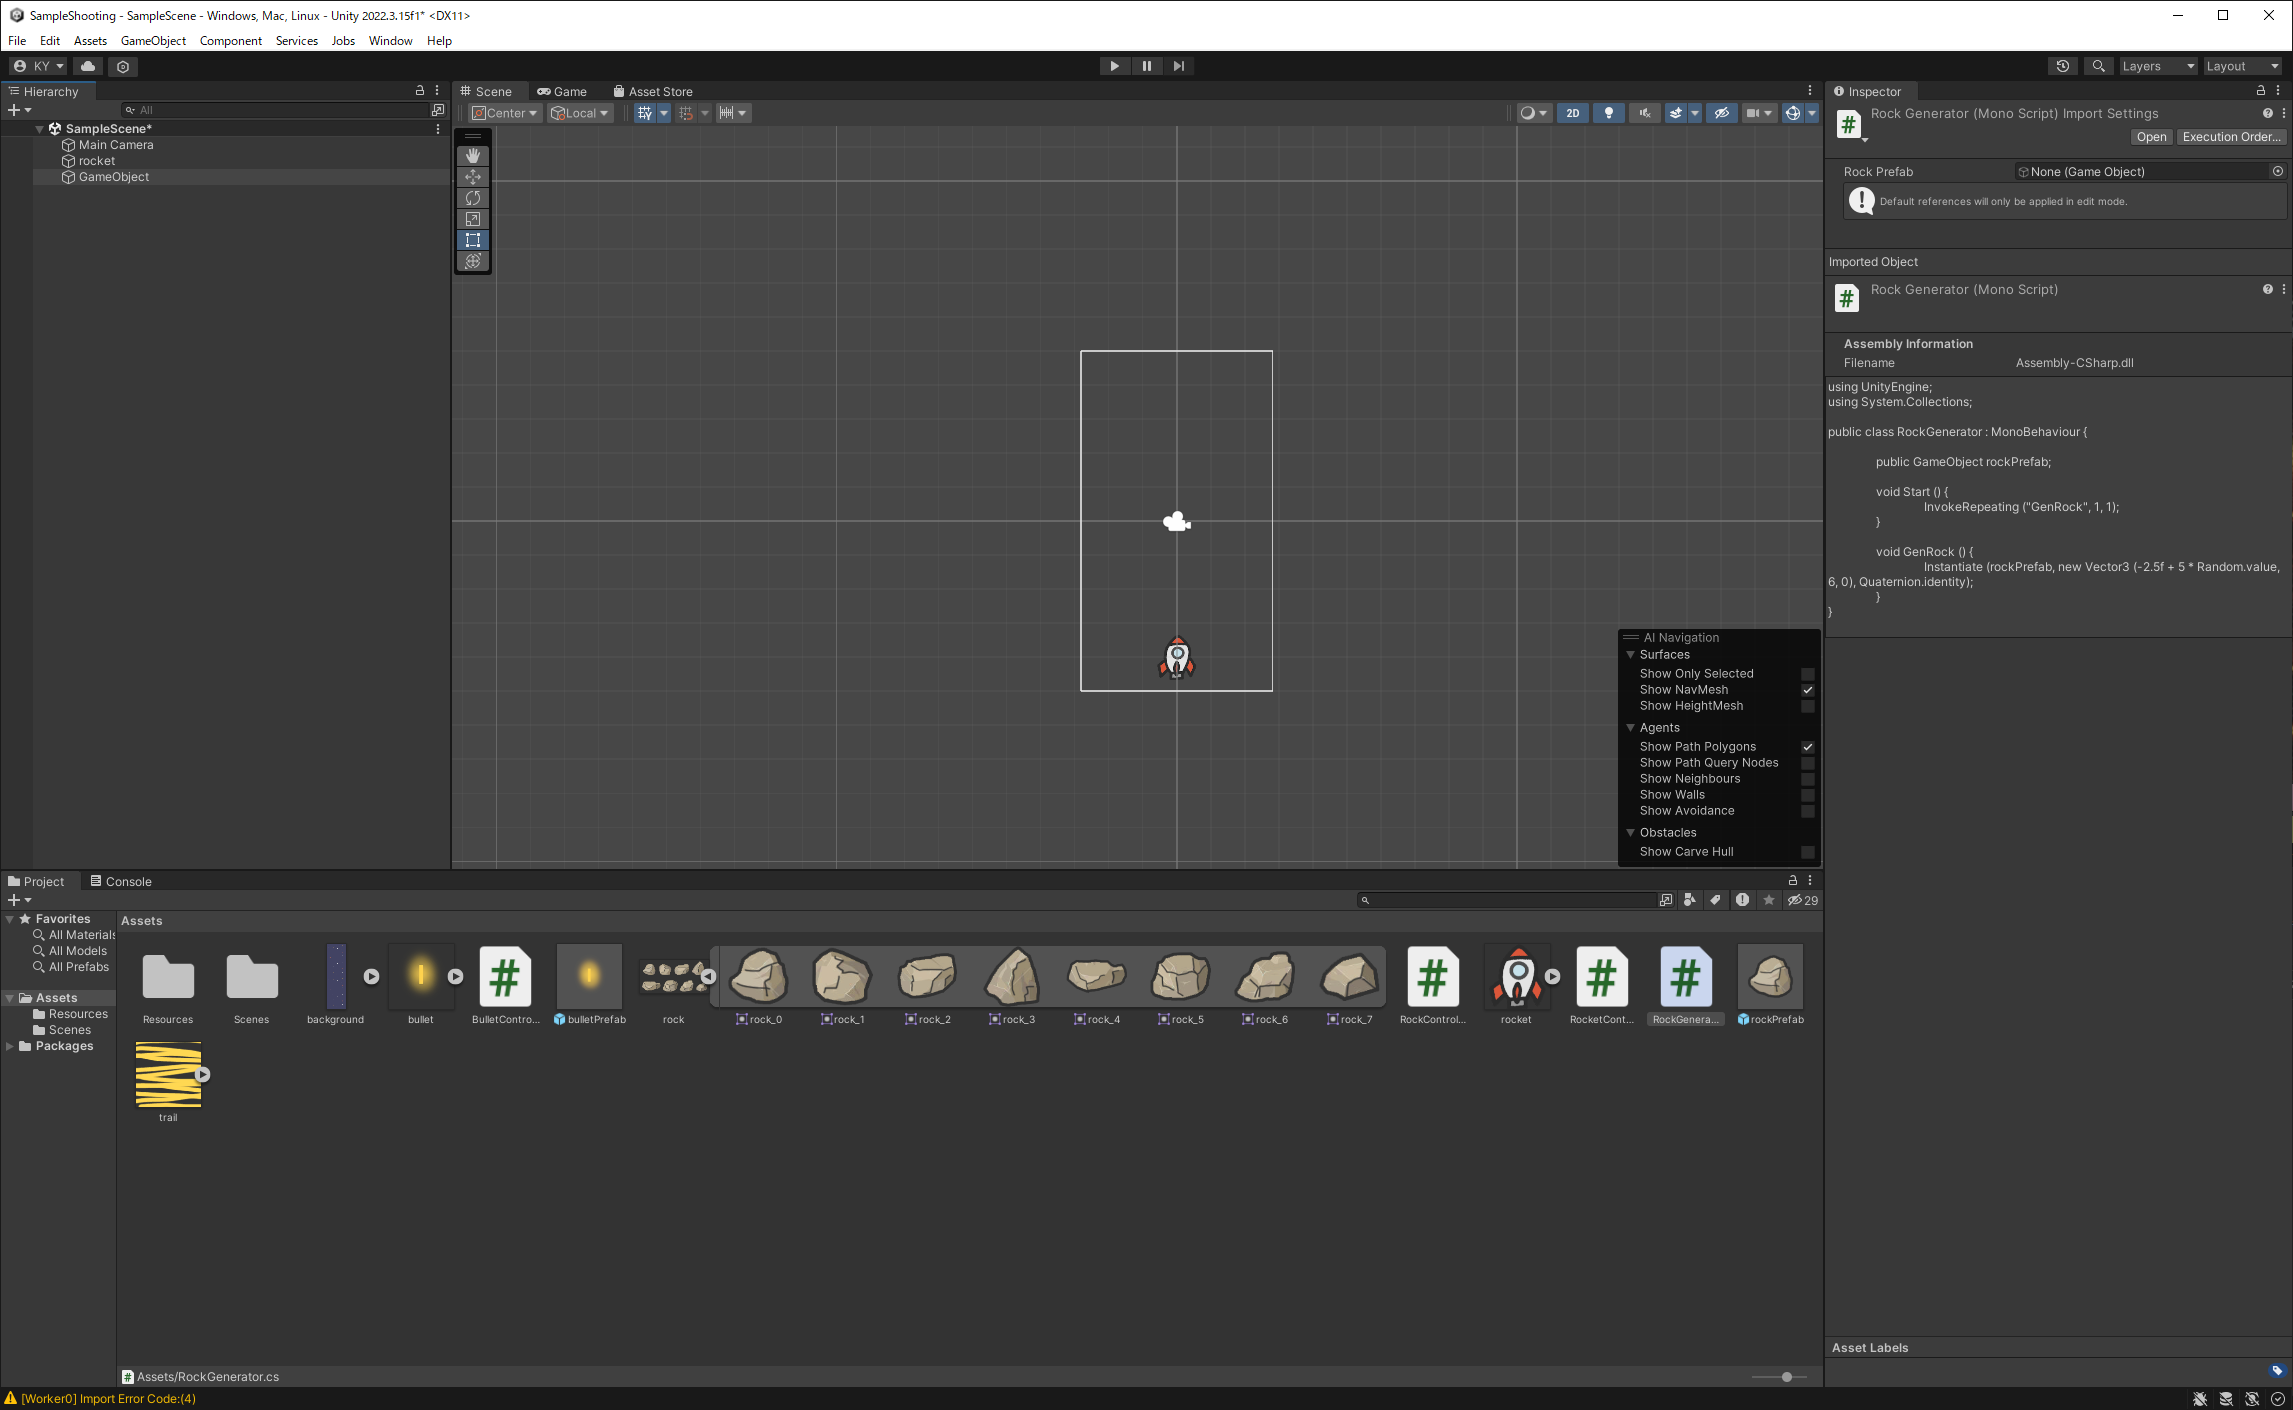 SampleShooting - SampleScene - Windows, Mac, Linux - Unity 2022.3.15f1* <DX11>
File Edit Assets GameObject Component Services Jobs Window Help
KY
Layers
Layout
Hierarchy
All
SampleScene*
Main Camera
rocket
GameObject
Scene
Game
Asset Store
Center
Local
2D
AI Navigation
Surfaces
Show Only Selected
Show NavMesh
Show HeightMesh
Agents
Show Path Polygons
Show Path Query Nodes
Show Neighbours
Show Walls
Show Avoidance
Obstacles
Show Carve Hull
Inspector
Rock Generator (Mono Script) Import Settings
Open
Execution Order...
Rock Prefab
None (Game Object)
Default references will only be applied in edit mode.
Imported Object
Rock Generator (Mono Script)
Assembly Information
Filename
Assembly-CSharp.dll
using UnityEngine;
using System.Collections;
public class RockGenerator : MonoBehaviour {
public GameObject rockPrefab;
void Start () {
InvokeRepeating ("GenRock", 1, 1);
}
void GenRock () {
Instantiate (rockPrefab, new Vector3 (-2.5f + 5 * Random.value,
6, 0), Quaternion.identity);
}
}
Asset Labels
Project
Console
29
Favorites
All Materials
All Models
All Prefabs
Assets
Resources
Scenes
Packages
Assets
Resources
Scenes
background
bullet
BulletContro...
bulletPrefab
rock
rock_0
rock_1
rock_2
rock_3
rock_4
rock_5
rock_6
rock_7
RockControl...
rocket
RocketCont...
RockGenera...
rockPrefab
trail
Assets/RockGenerator.cs
[Worker0] Import Error Code:(4)